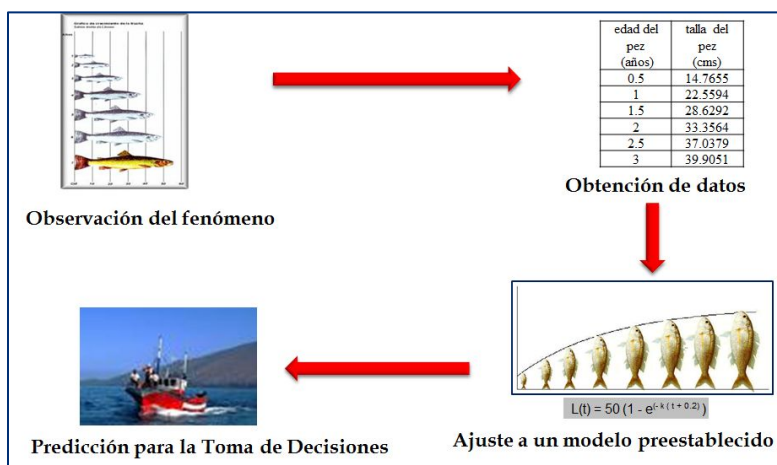 edad del
pez
(años)
talla del
pez
(cms)
0.5 14.7655
1 22.5594
1.5 28.6292
2 33.3564
2.5 37.0379
3 39.9051
Observación del fenómeno
Obtención de datos
L(t) = 50 (1 - e(- k ( t + 0.2) )
Ajuste a un modelo preestablecido
Predicción para la Toma de Decisiones